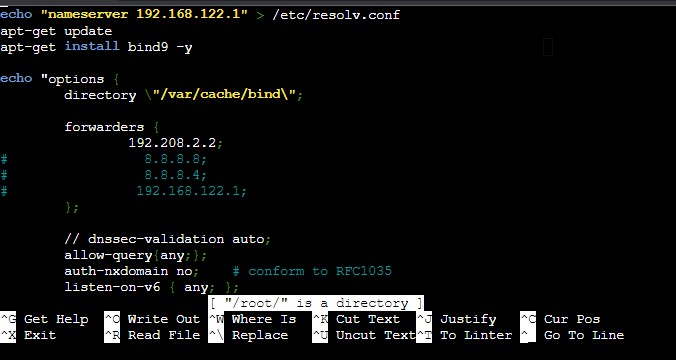 echo "nameserver 192.168.122.1" > /etc/resolv.conf
apt-get update
apt-get install bind9 -y
echo "options {
directory \"/var/cache/bind\";
forwarders {
192.208.2.2;
# 8.8.8.8;
# 8.8.8.4;
# 192.168.122.1;
};
// dnssec-validation auto;
allow-query{any;};
auth-nxdomain no; # conform to RFC1035
listen-on-v6 { any; };
[ "/root/" is a directory ]
^G Get Help ^O Write Out ^W Where Is ^K Cut Text ^J Justify ^C Cur Pos
^X Exit ^R Read File ^\ Replace ^U Uncut Text ^T To Linter ^_ Go To Line